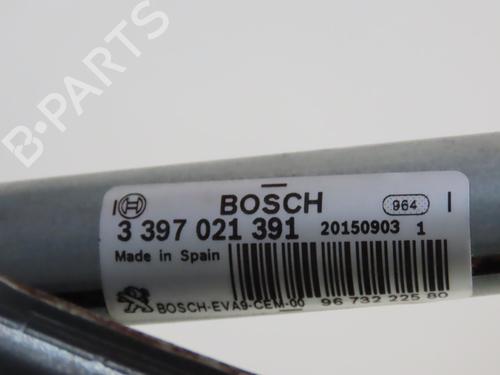 B-PARTS
BOSCH
964
3 397 021 391 20150903 1
Made in Spain
BOSCH-EVA9-CEM-00 96 732 225 80